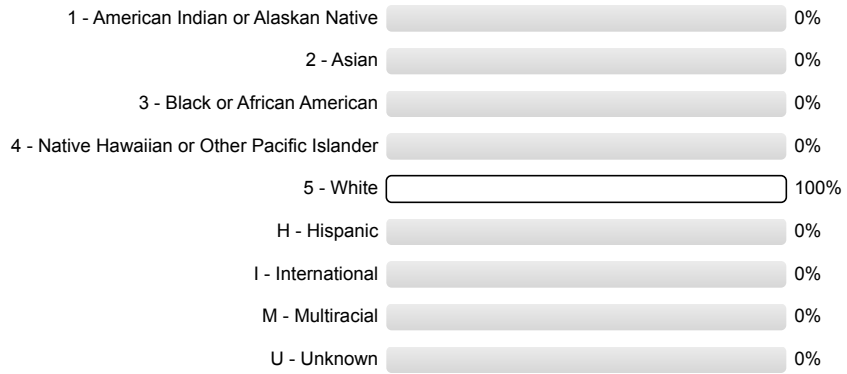 1 - American Indian or Alaskan Native 0%
2 - Asian 0%
3 - Black or African American 0%
4 - Native Hawaiian or Other Pacific Islander 0%
5 - White 100%
H - Hispanic 0%
I - International 0%
M - Multiracial 0%
U - Unknown 0%